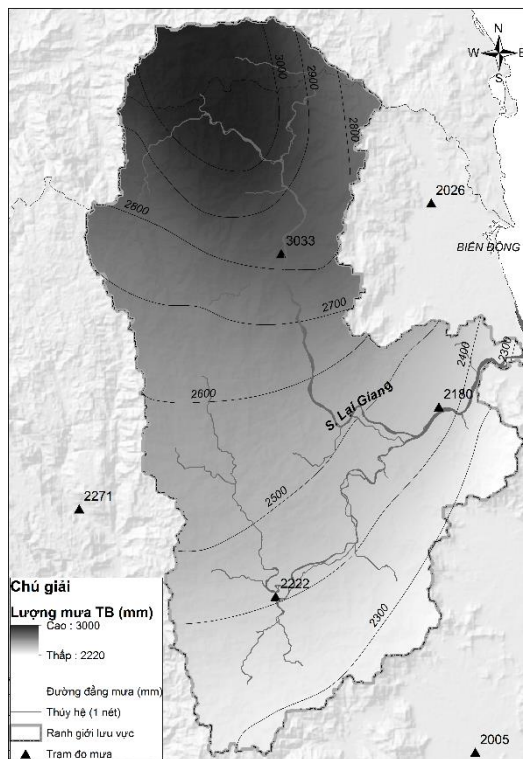 N
W E
S
3000
2900
2800
2026
2800
3033
BIỂN ĐÔNG
2700
2300
2400
2600
2180
S. Lai Giang
2500
2271
2222
2300
Chú giải
Lượng mưa TB (mm)
Cao : 3000
Thấp : 2220
Đường đẳng mưa (mm)
Thủy hệ (1 nét)
Ranh giới lưu vực
Trạm đo mưa
2005